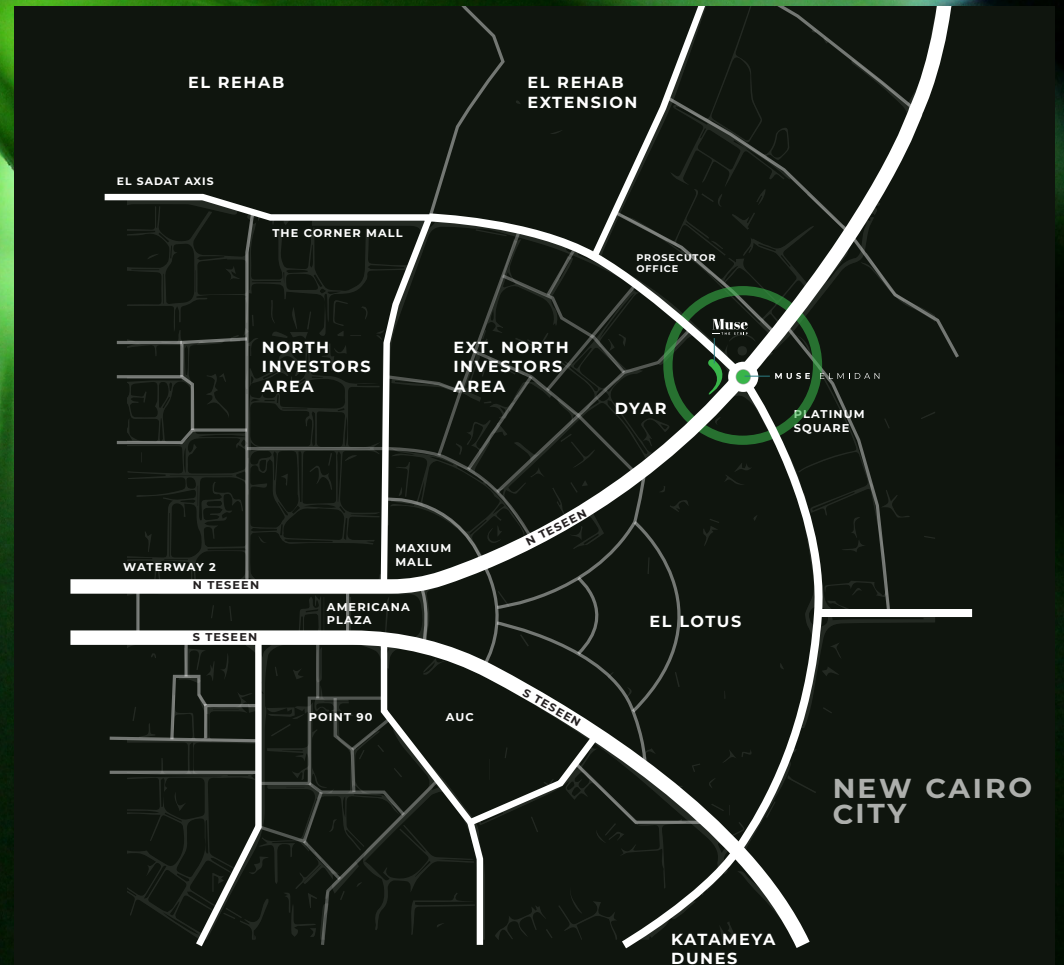 EL REHAB
EL REHAB
EXTENSION
EL SADAT AXIS
THE CORNER MALL
PROSECUTOR
OFFICE
Muse
NORTH
INVESTORS
AREA
EXT. NORTH
INVESTORS
AREA
MUSE ELMIDAN
DYAR
PLATINUM
SQUARE
N TESEEN
MAXIUM
MALL
WATERWAY 2
N TESEEN
AMERICANA
PLAZA
EL LOTUS
S TESEEN
S TESEEN
POINT 90
AUC
NEW CAIRO
CITY
KATAMEYA
DUNES